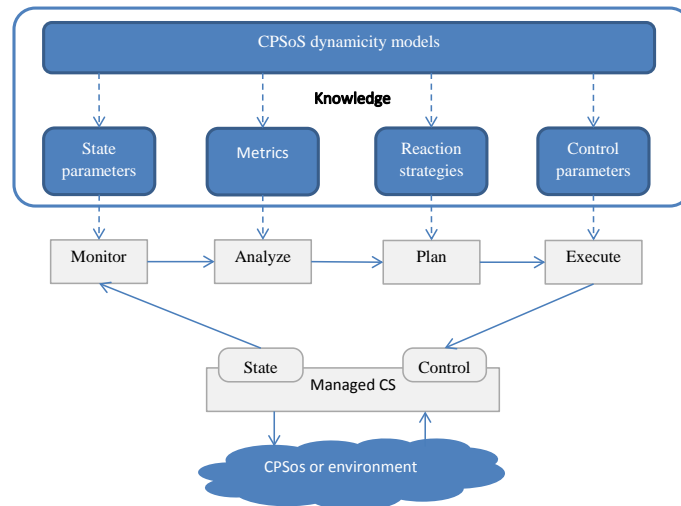 CPSoS dynamicity models
Knowledge
State
parameters
Metrics
Reaction
strategies
Control
parameters
Monitor
Analyze
Plan
Execute
State
Control
Managed CS
CPSos or environment